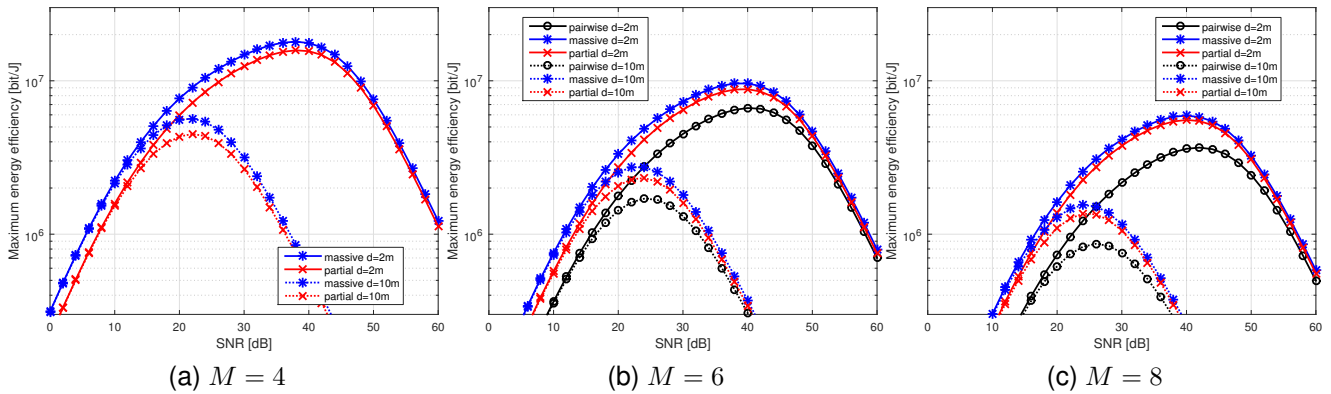 Maximum energy efficiency [bit/J]
10^7
10^6
0 10 20 30 40 50 60
SNR [dB]
massive d=2m
partial d=2m
massive d=10m
partial d=10m
(a) M = 4
Maximum energy efficiency [bit/J]
10^7
10^6
0 10 20 30 40 50 60
SNR [dB]
pairwise d=2m
massive d=2m
partial d=2m
pairwise d=10m
massive d=10m
partial d=10m
(b) M = 6
Maximum energy efficiency [bit/J]
10^7
10^6
0 10 20 30 40 50 60
SNR [dB]
pairwise d=2m
massive d=2m
partial d=2m
pairwise d=10m
massive d=10m
partial d=10m
(c) M = 8